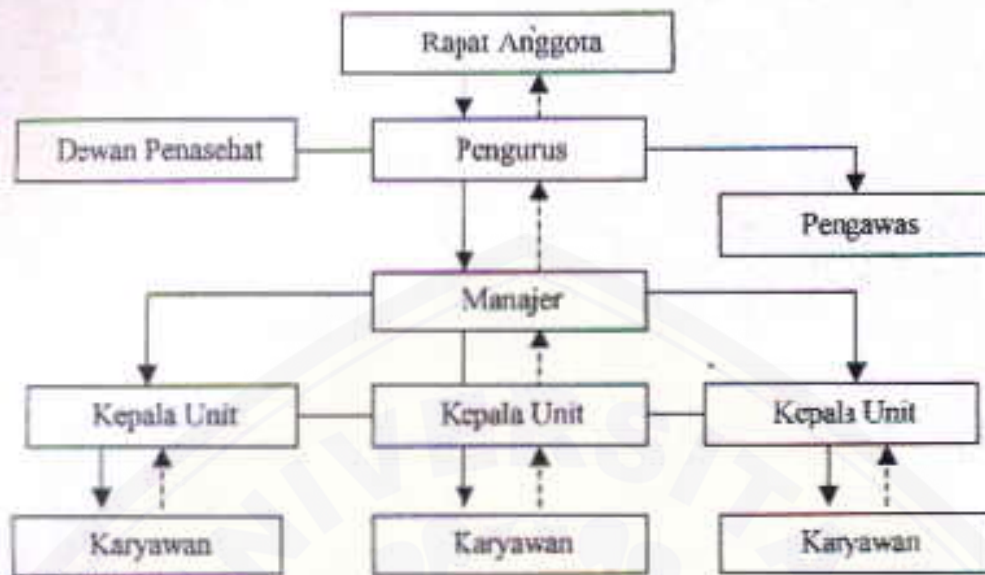 Rapat Anggota
Dewan Penasehat
Pengurus
Pengawas
Manajer
Kepala Unit
Kepala Unit
Kepala Unit
Karyawan
Karyawan
Karyawan